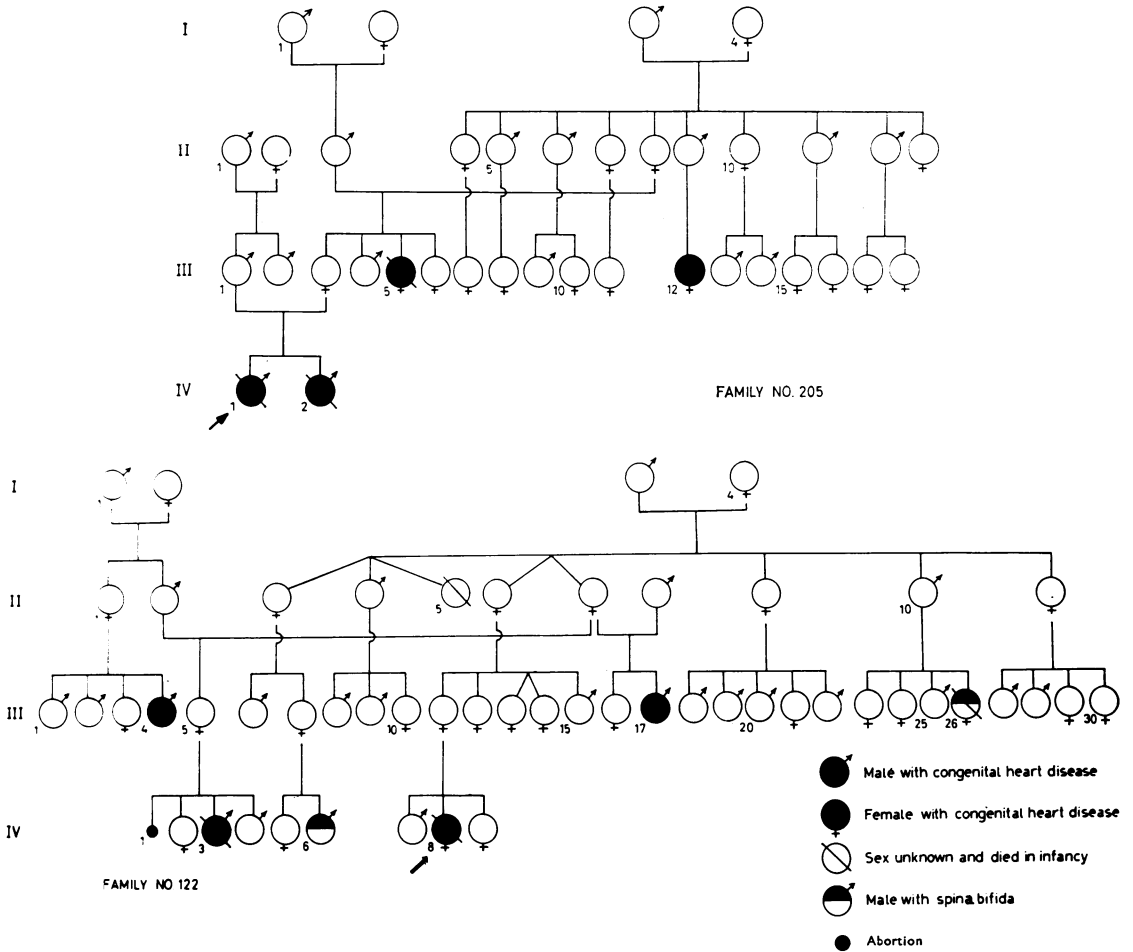 I
1
4
II
1
5
10
III
1
5
10
12
15
IV
1
2
FAMILY NO. 205
I
1
4
II
5
10
III
1
4
5
10
15
17
20
25
26
30
IV
1
3
6
8
FAMILY NO 122
Male with congenital heart disease
Female with congenital heart disease
Sex unknown and died in infancy
Male with spina bifida
Abortion